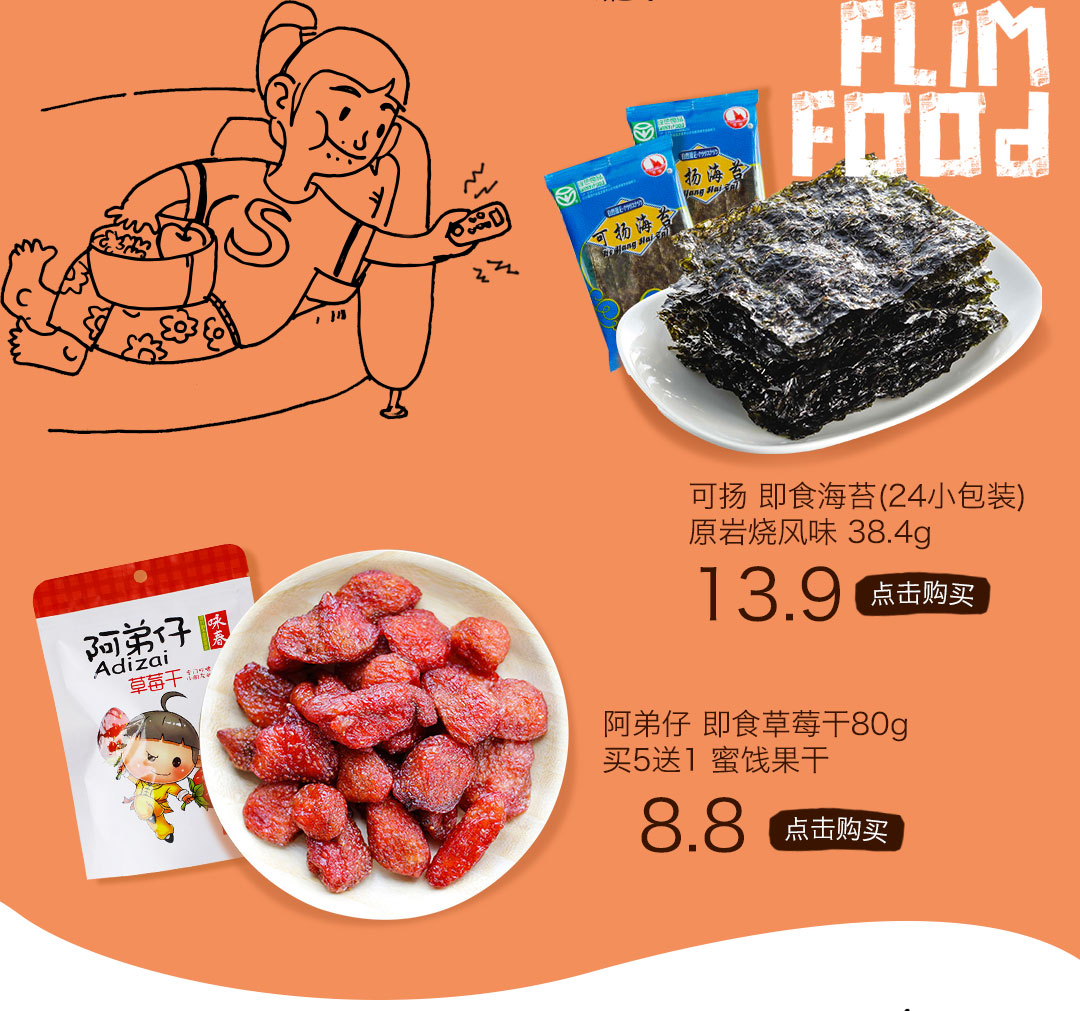 FLiM
FOOD
扬海苔
可扬海苔
可扬 即食海苔(24小包装)
原岩烧风味 38.4g
13.9 点击购买
阿弟仔
咏春
Adizai
草莓干
阿弟仔 即食草莓干80g
买5送1 蜜饯果干
8.8 点击购买